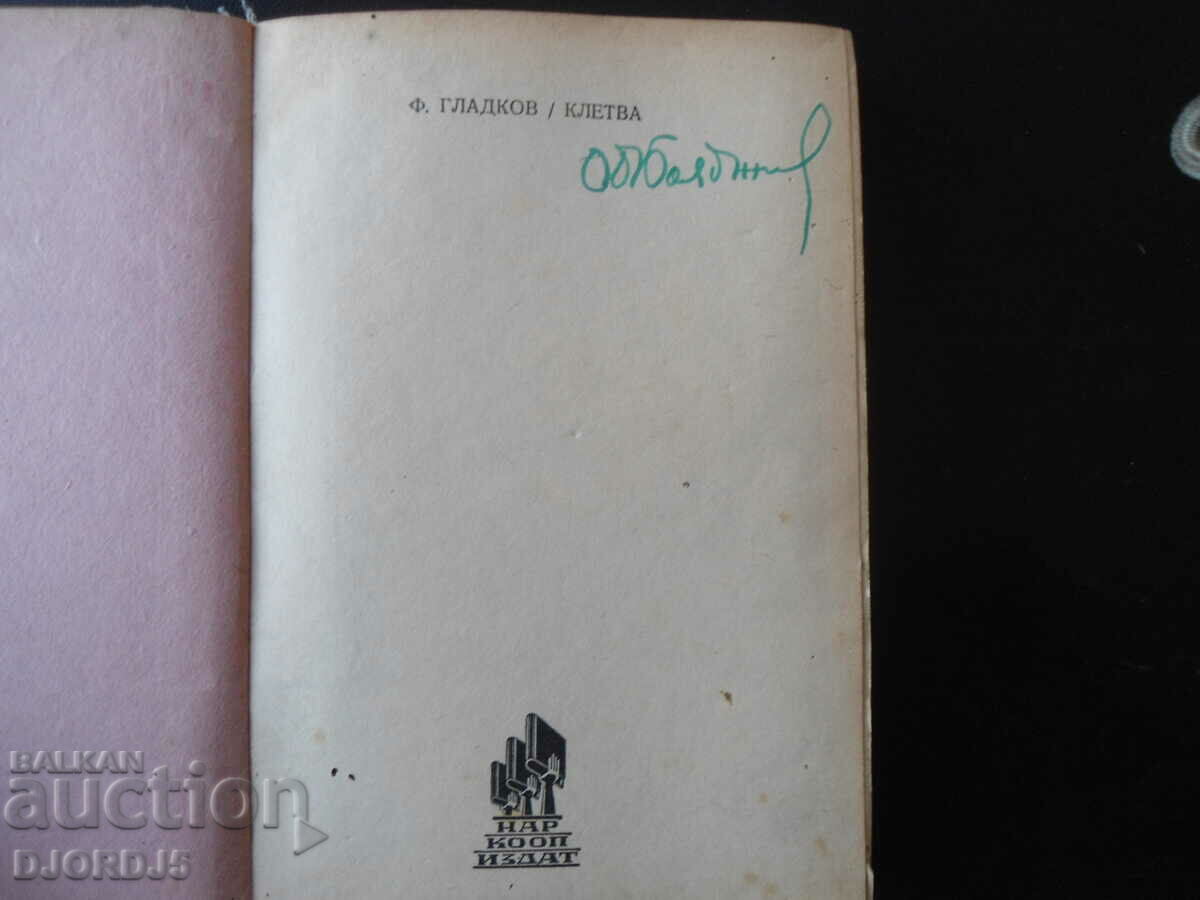 Ф. ГЛАДКОВ / КЛЕТВА
НАР
КООП
ИЗДАТ
BALKAN
auction
DJORDJ5